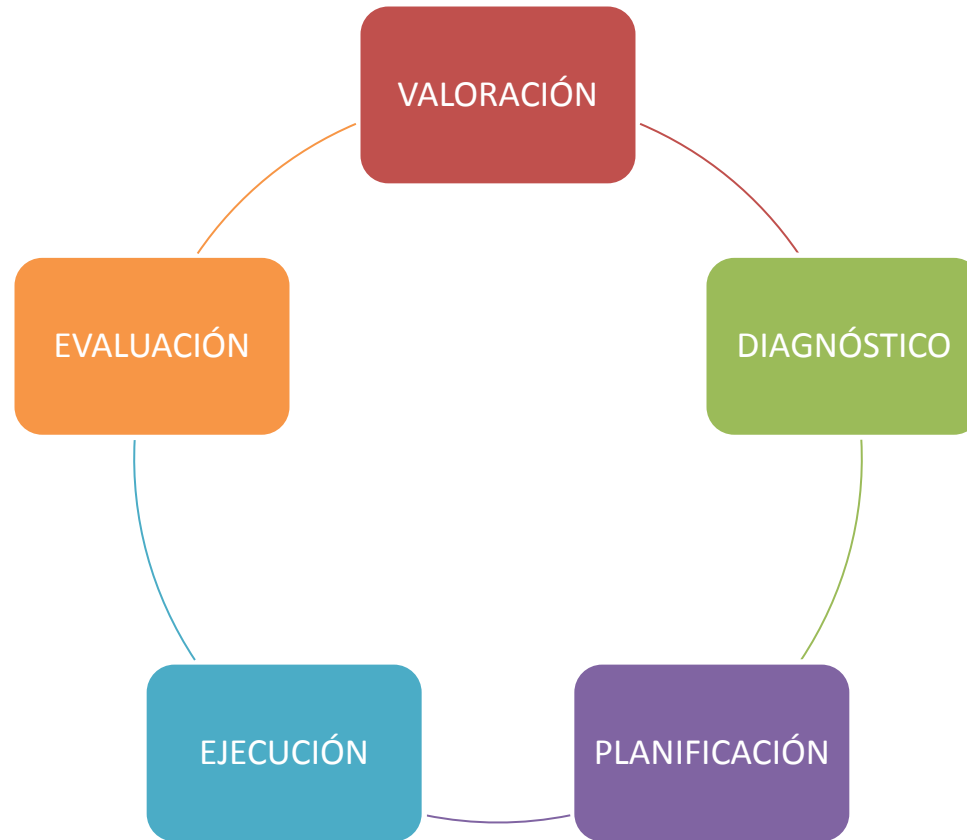 VALORACIÓN
DIAGNÓSTICO
PLANIFICACIÓN
EJECUCIÓN
EVALUACIÓN